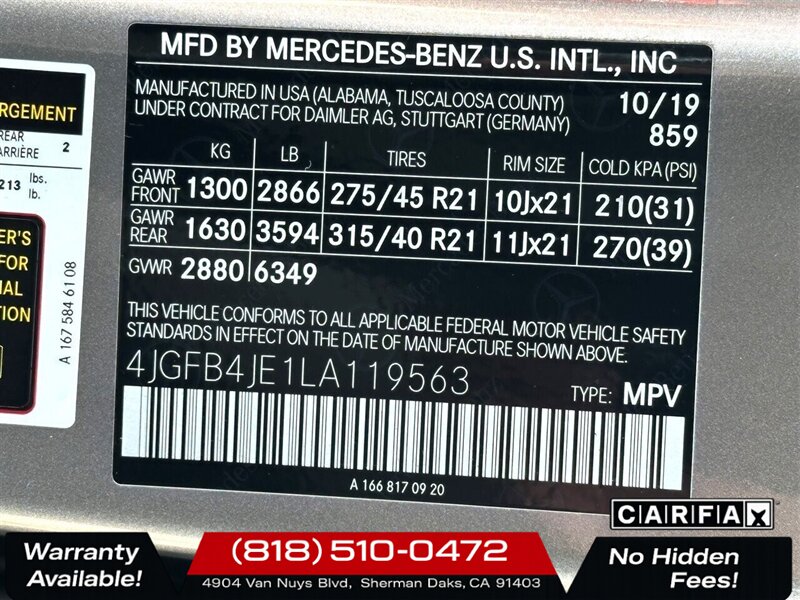 MFD BY MERCEDES-BENZ U.S. INTL., INC
MANUFACTURED IN USA (ALABAMA, TUSCALOOSA COUNTY) 10/19
UNDER CONTRACT FOR DAIMLER AG, STUTTGART (GERMANY) 859
KG LB TIRES RIM SIZE COLD KPA (PSI)
GAWR FRONT 1300 2866 275/45 R21 10Jx21 210(31)
GAWR REAR 1630 3594 315/40 R21 11Jx21 270(39)
GVWR 2880 6349
THIS VEHICLE CONFORMS TO ALL APPLICABLE FEDERAL MOTOR VEHICLE SAFETY
STANDARDS IN EFFECT ON THE DATE OF MANUFACTURE SHOWN ABOVE.
4JGFB4JE1LA119563
TYPE: MPV
A 166 817 09 20
ARGEMENT
REAR
ARRIÈRE 2
213 lbs.
lb.
ER'S
FOR
IAL
TION
A 167 584 61 08
CARFAX
Warranty
Available!
(818) 510-0472
4904 Van Nuys Blvd, Sherman Oaks, CA 91403
No Hidden
Fees!